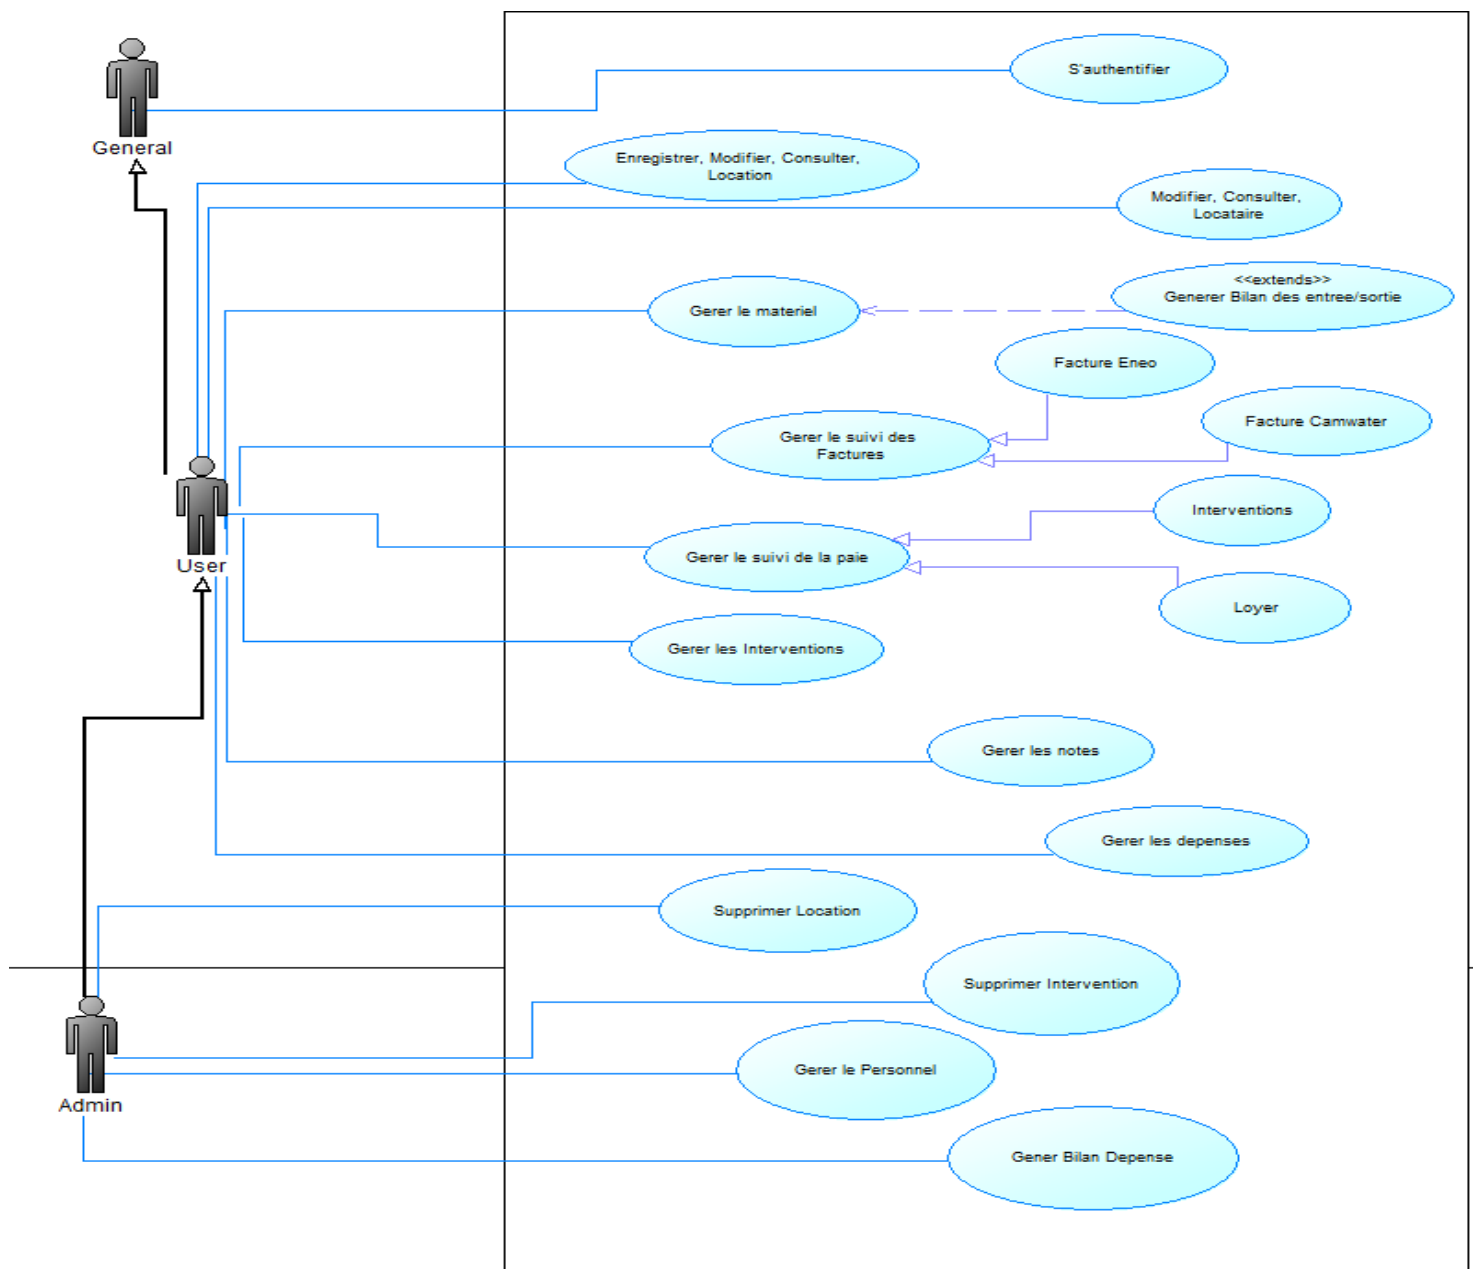 S'authentifier
General
Enregistrer, Modifier, Consulter,
Location
Modifier, Consulter,
Locataire
<<extends>>
Generer Bilan des entree/sortie
Gerer le materiel
Facture Eneo
Facture Camwater
Gerer le suivi des
Factures
Interventions
Gerer le suivi de la paie
User
Loyer
Gerer les Interventions
Gerer les notes
Gerer les depenses
Supprimer Location
Supprimer Intervention
Gerer le Personnel
Admin
Gener Bilan Depense